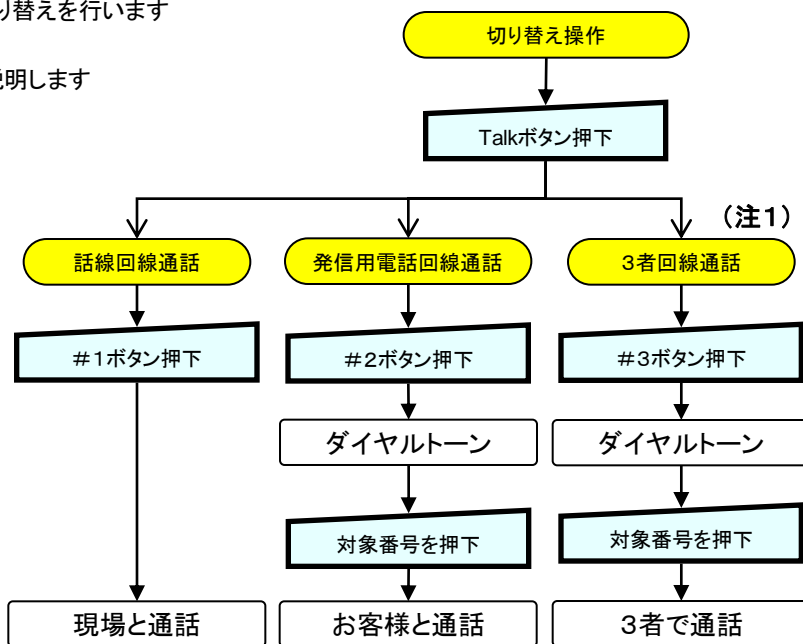 り替えを行います
説明します
切り替え操作
Talkボタン押下
（注１）
話線回線通話
発信用電話回線通話
３者回線通話
＃１ボタン押下
＃２ボタン押下
＃３ボタン押下
ダイヤルトーン
ダイヤルトーン
対象番号を押下
対象番号を押下
現場と通話
お客様と通話
３者で通話